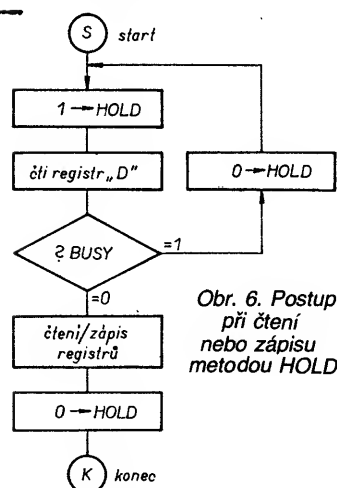 S start
1→HOLD
čti registr „D”
0→HOLD
? BUSY
=1
=0
čtení/zápis
registrů
0→HOLD
K konec
Obr. 6. Postup
při čtení
nebo zápisu
metodou HOLD